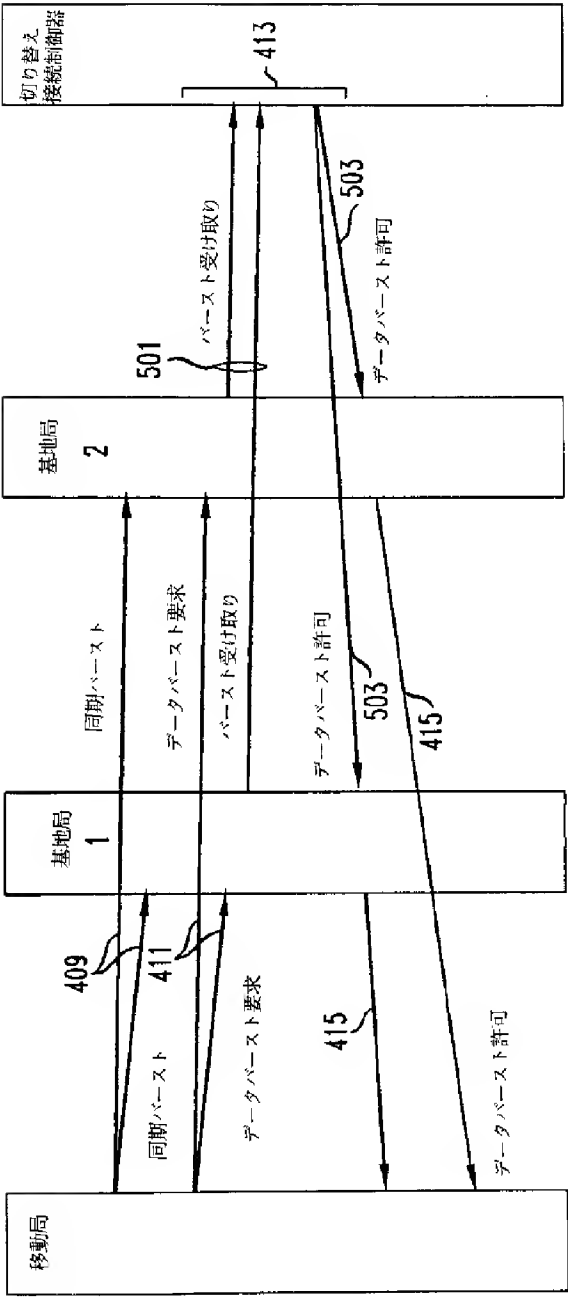 移動局
基地局
1
基地局
2
切り替え
接続制御器
同期バースト
409
同期バースト
データバースト要求
411
データバースト要求
バースト受け取り
501
バースト受け取り
413
503
データバースト許可
データバースト許可
503
415
415
データバースト許可